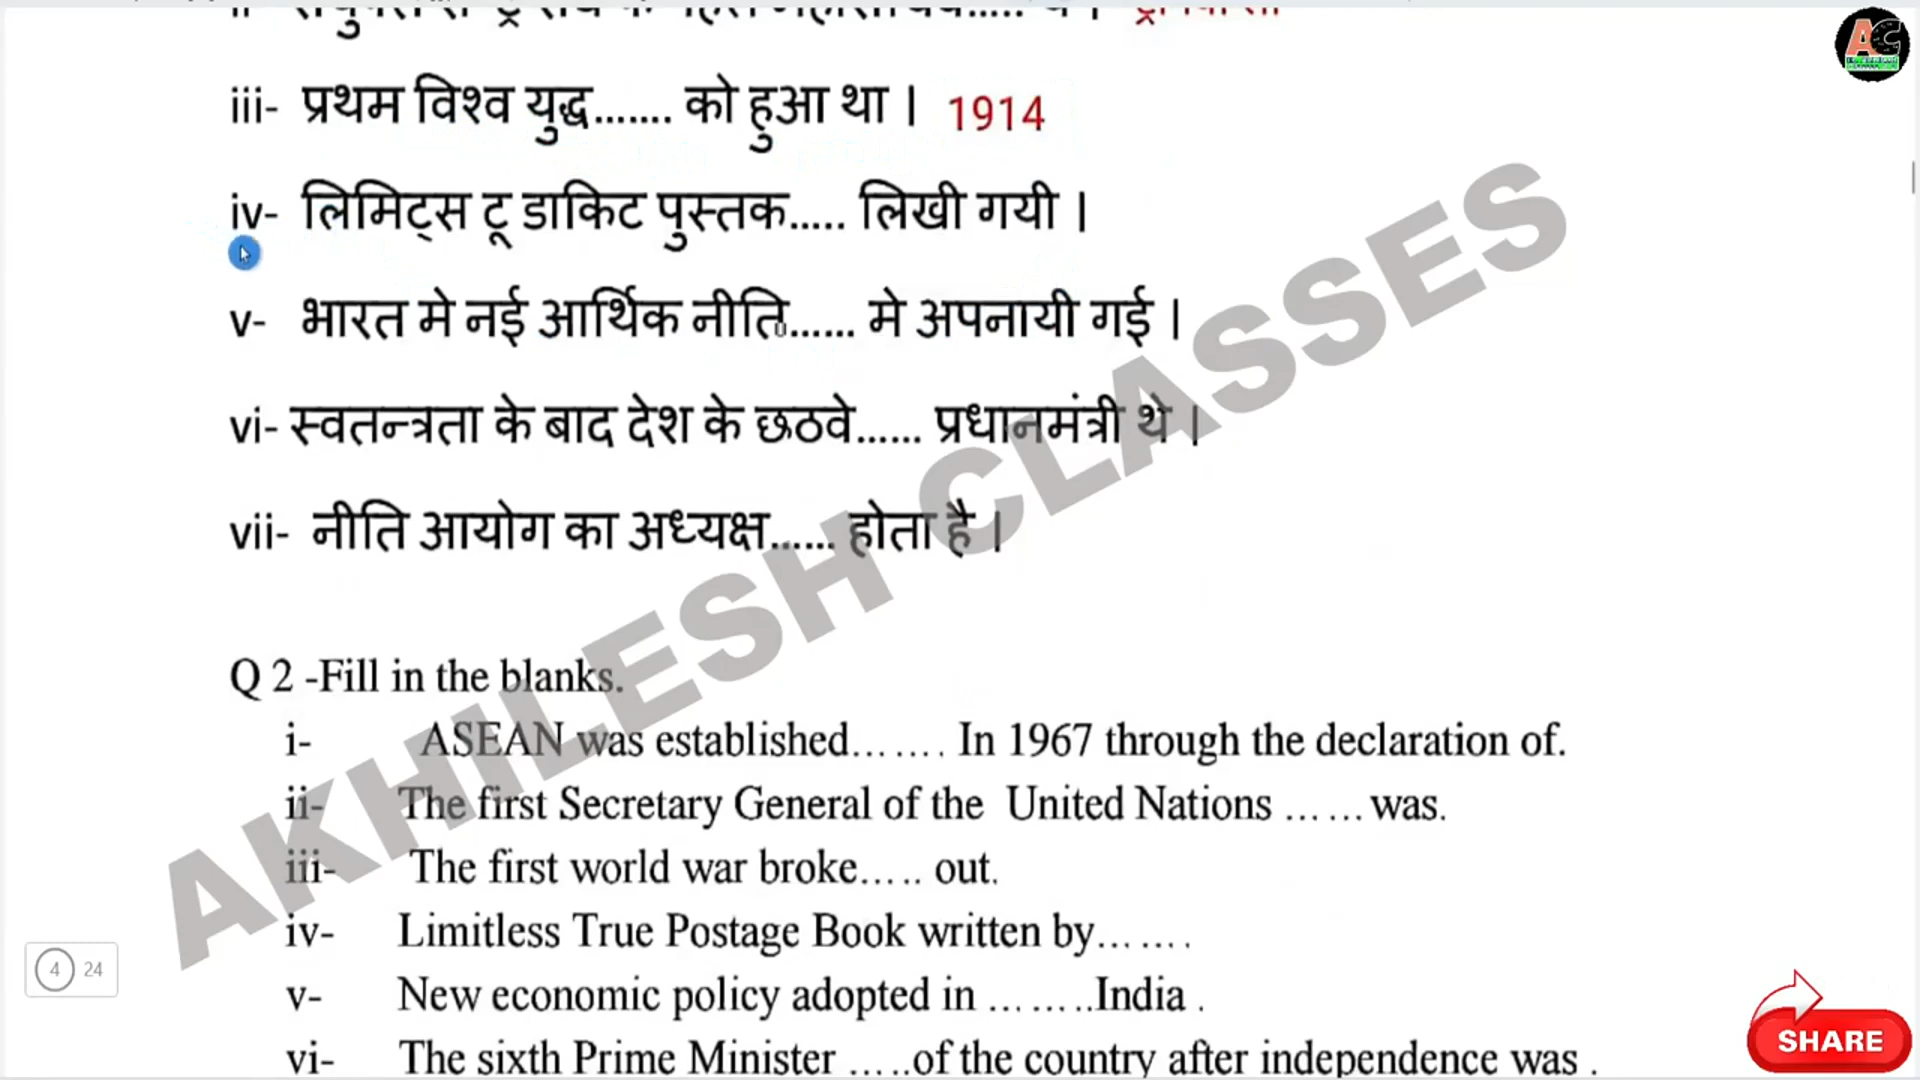 iii- प्रथम विश्व युद्ध....... को हुआ था । 1914
iv- लिमिट्स टू डाकिट पुस्तक..... लिखी गयी ।
v- भारत मे नई आर्थिक नीति...... मे अपनायी गई ।
vi- स्वतन्त्रता के बाद देश के छठवे...... प्रधानमंत्री थे ।
vii- नीति आयोग का अध्यक्ष...... होता है ।
AKHILESH CLASSES
Q 2 -Fill in the blanks.
i- ASEAN was established……. In 1967 through the declaration of.
ii- The first Secretary General of the United Nations …… was.
iii- The first world war broke….. out.
iv- Limitless True Postage Book written by…….
v- New economic policy adopted in ……..India .
vi- The sixth Prime Minister …..of the country after independence was .
4 24
AC
SHARE